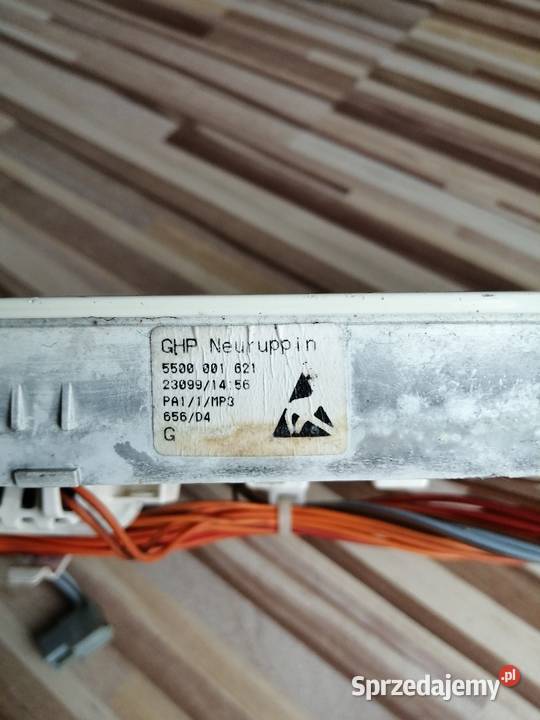 GHP Neuruppin
5500 001 621
23099/14:56
PA1/1/MP3
656/D4
G
Sprzedajemy.pl